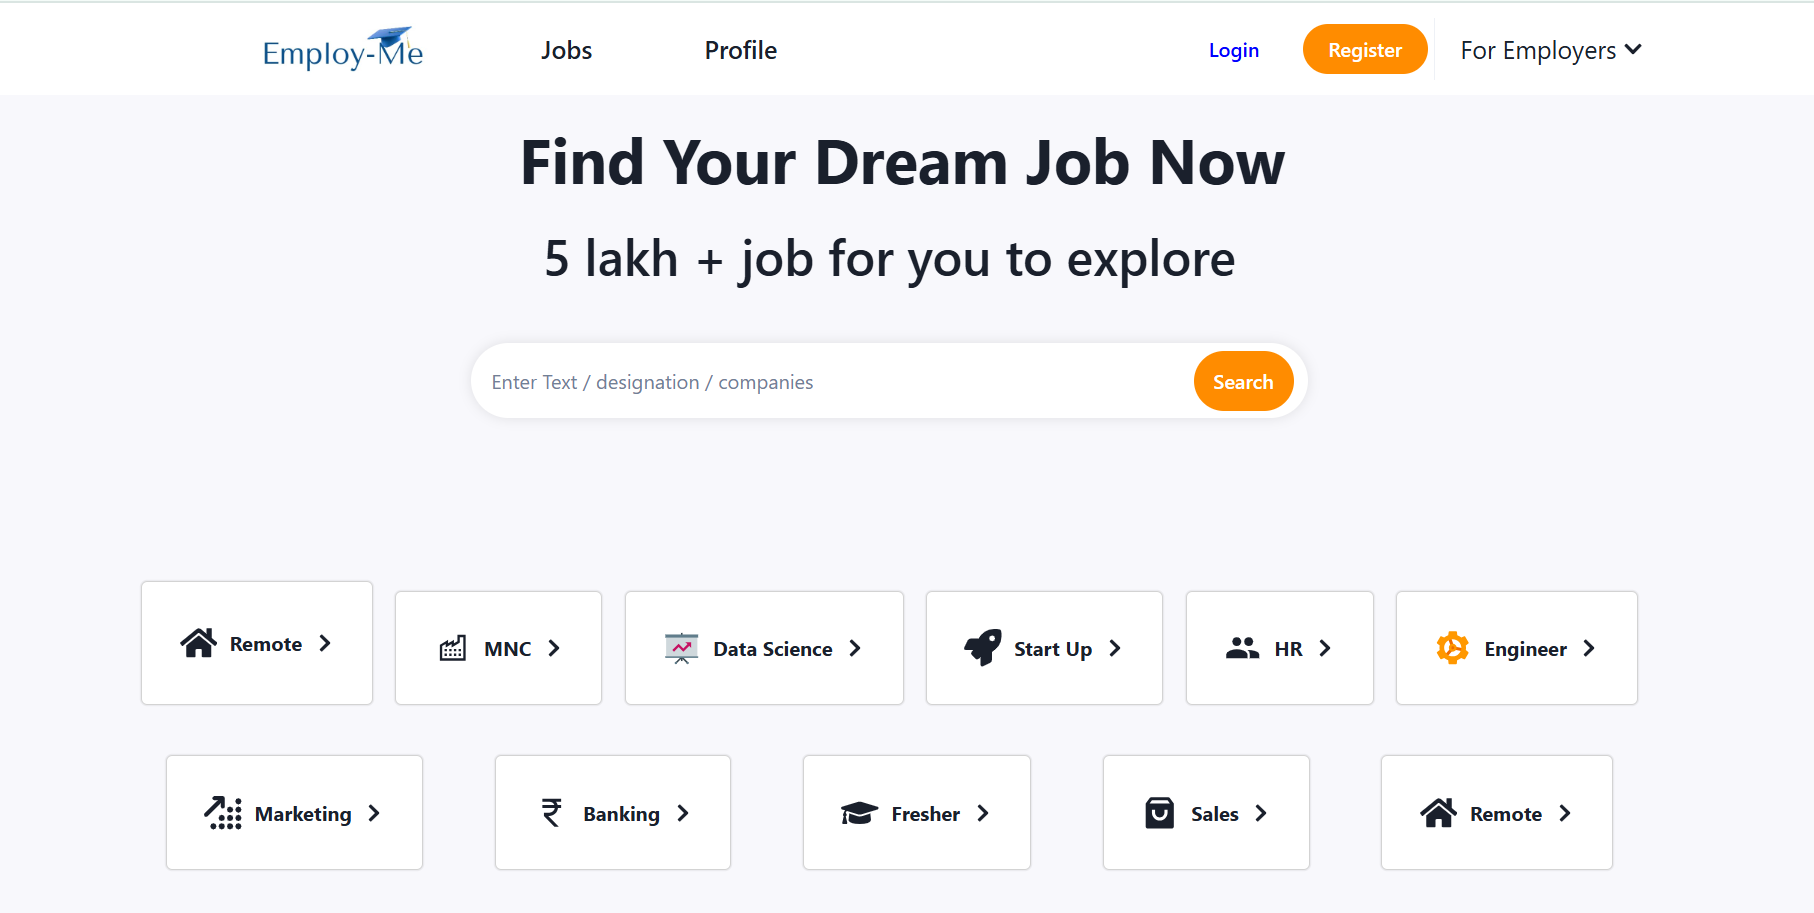 Employ-Me Jobs Profile Login Register For Employers
Find Your Dream Job Now
5 lakh + job for you to explore
Enter Text / designation / companies Search
Remote MNC Data Science Start Up HR Engineer
Marketing Banking Fresher Sales Remote